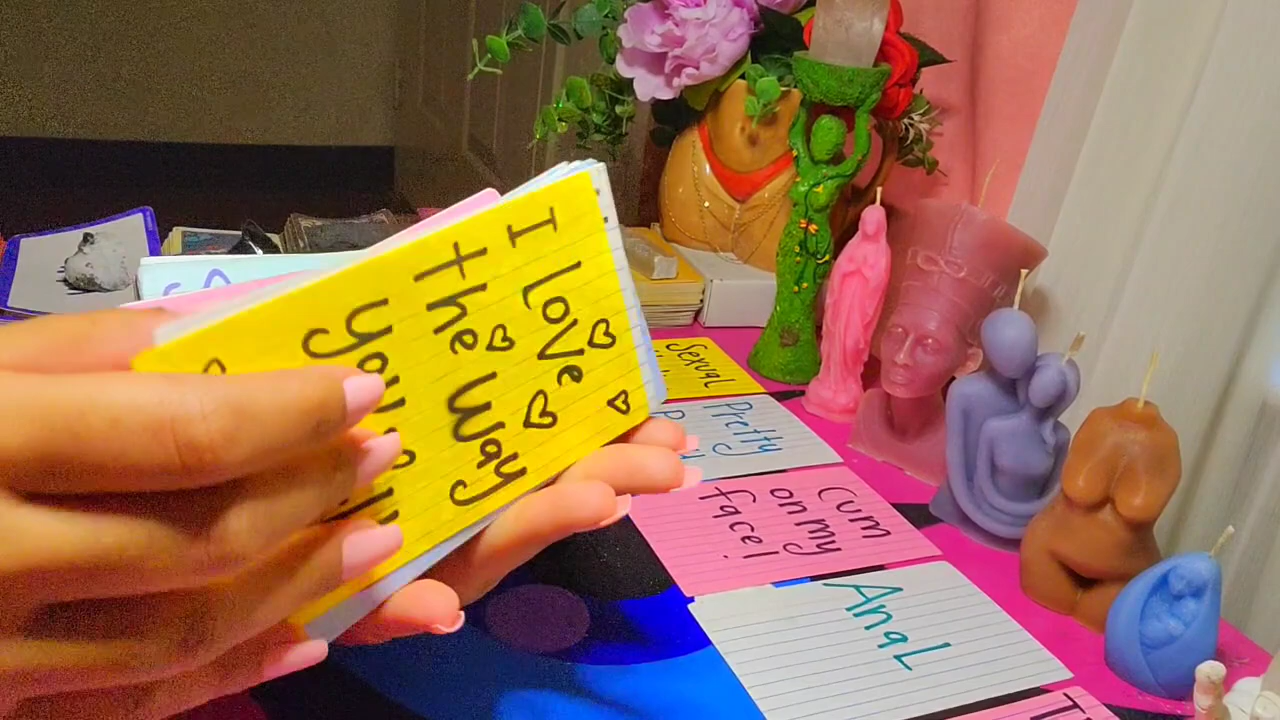 I love
the way
Sexual
Pretty
Cum
on my
face!
Anal